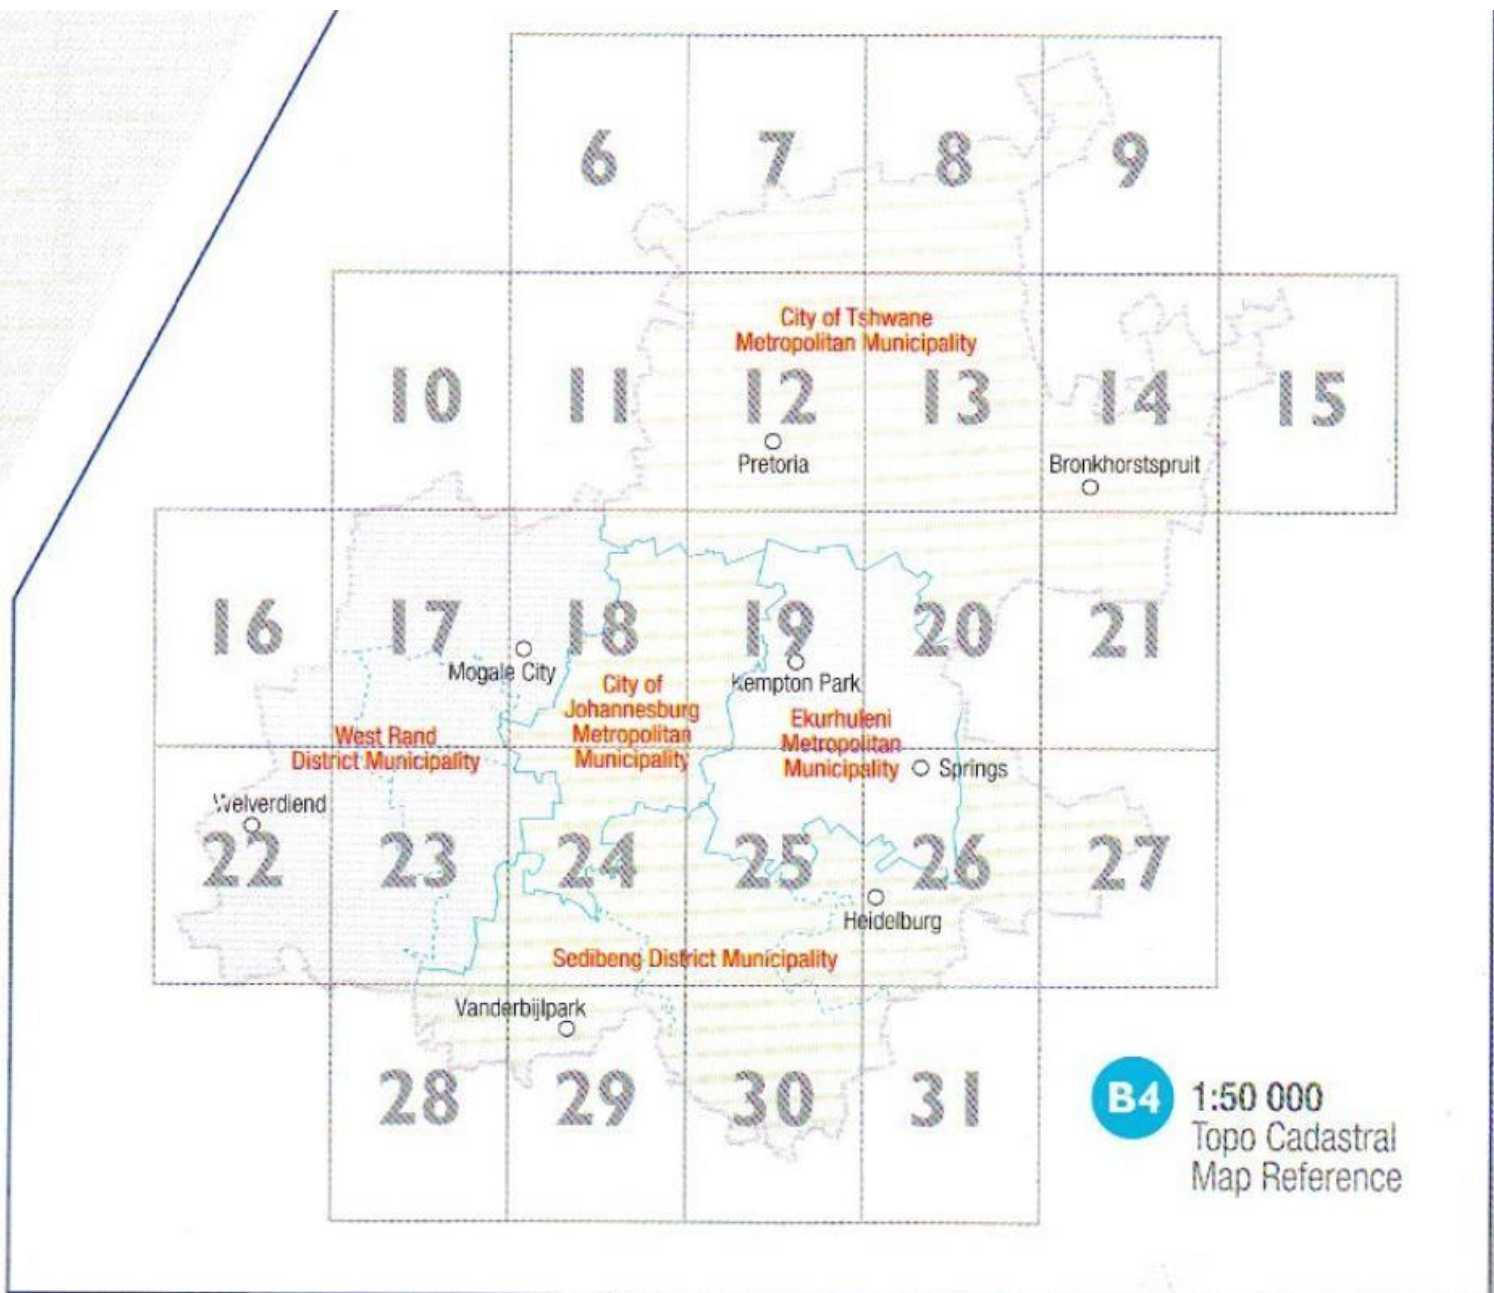 6
7
8
9
City of Tshwane
Metropolitan Municipality
10
11
12
13
14
15
Pretoria
Bronkhorstspruit
16
17
18
19
20
21
Mogale City
Kempton Park
City of
Johannesburg
Metropolitan
Municipality
Ekurhuleni
Metropolitan
Municipality
West Rand
District Municipality
Springs
Welverdiend
22
23
24
25
26
27
Heidelburg
Sedibeng District Municipality
Vanderbijlpark
28
29
30
31
B4
1:50 000
Topo Cadastral
Map Reference